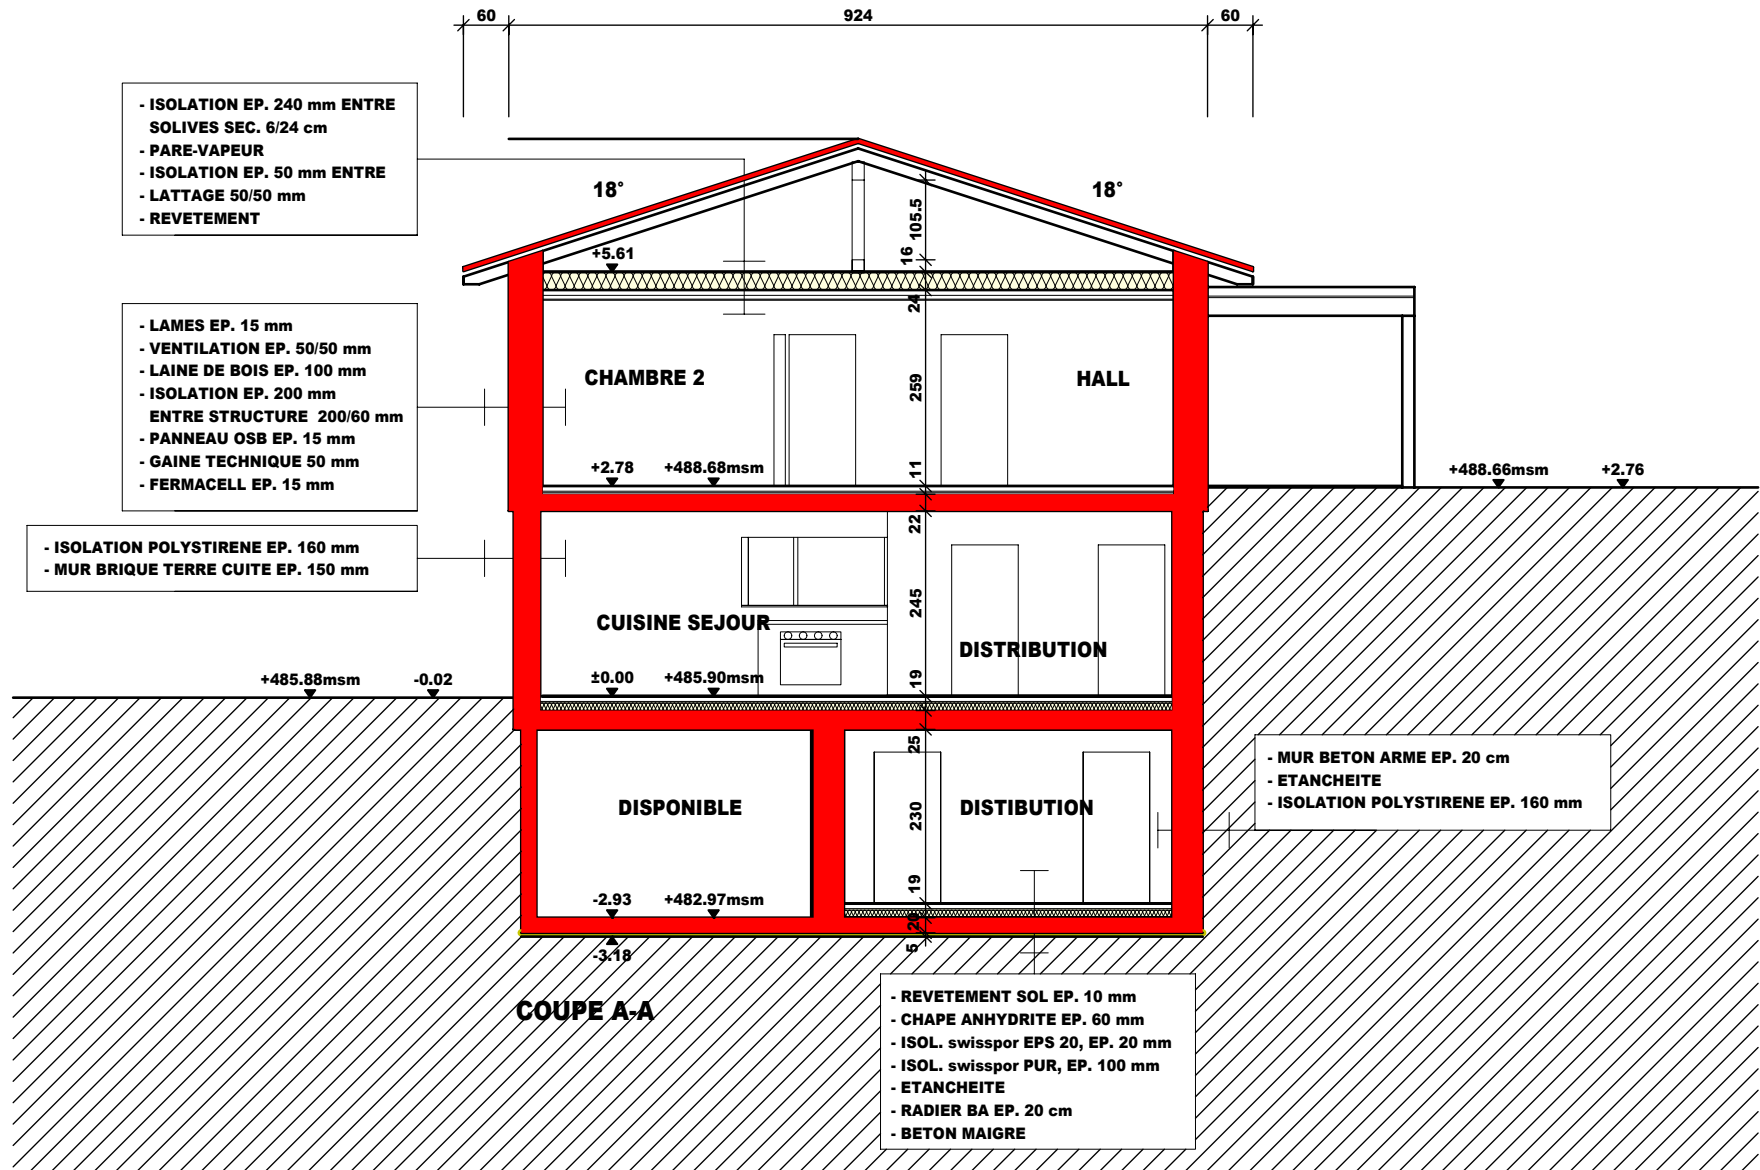 60
924
60
- ISOLATION EP. 240 mm ENTRE
SOLIVES SEC. 6/24 cm
- PARE-VAPEUR
- ISOLATION EP. 50 mm ENTRE
- LATTAGE 50/50 mm
- REVETEMENT
18°
18°
105.5
16
+5.61
24
- LAMES EP. 15 mm
- VENTILATION EP. 50/50 mm
- LAINE DE BOIS EP. 100 mm
- ISOLATION EP. 200 mm
ENTRE STRUCTURE 200/60 mm
- PANNEAU OSB EP. 15 mm
- GAINE TECHNIQUE 50 mm
- FERMACELL EP. 15 mm
CHAMBRE 2
259
HALL
+2.78
+488.68msm
11
+488.66msm
+2.76
22
- ISOLATION POLYSTIRENE EP. 160 mm
- MUR BRIQUE TERRE CUITE EP. 150 mm
245
CUISINE SEJOUR
DISTRIBUTION
+485.88msm
-0.02
±0.00
+485.90msm
19
25
- MUR BETON ARME EP. 20 cm
- ETANCHEITE
- ISOLATION POLYSTIRENE EP. 160 mm
DISPONIBLE
230
DISTIBUTION
19
-2.93
+482.97msm
20
5
-3.18
COUPE A-A
- REVETEMENT SOL EP. 10 mm
- CHAPE ANHYDRITE EP. 60 mm
- ISOL. swisspor EPS 20, EP. 20 mm
- ISOL. swisspor PUR, EP. 100 mm
- ETANCHEITE
- RADIER BA EP. 20 cm
- BETON MAIGRE